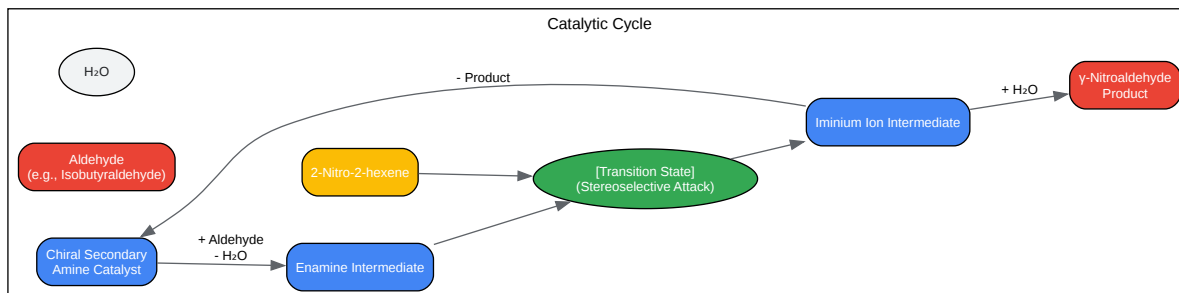 Catalytic Cycle
H₂O
- Product
+ H₂O
γ-Nitroaldehyde
Product
Iminium Ion Intermediate
Aldehyde
(e.g., Isobutyraldehyde)
2-Nitro-2-hexene
[Transition State]
(Stereoselective Attack)
Chiral Secondary
Amine Catalyst
+ Aldehyde
- H₂O
Enamine Intermediate